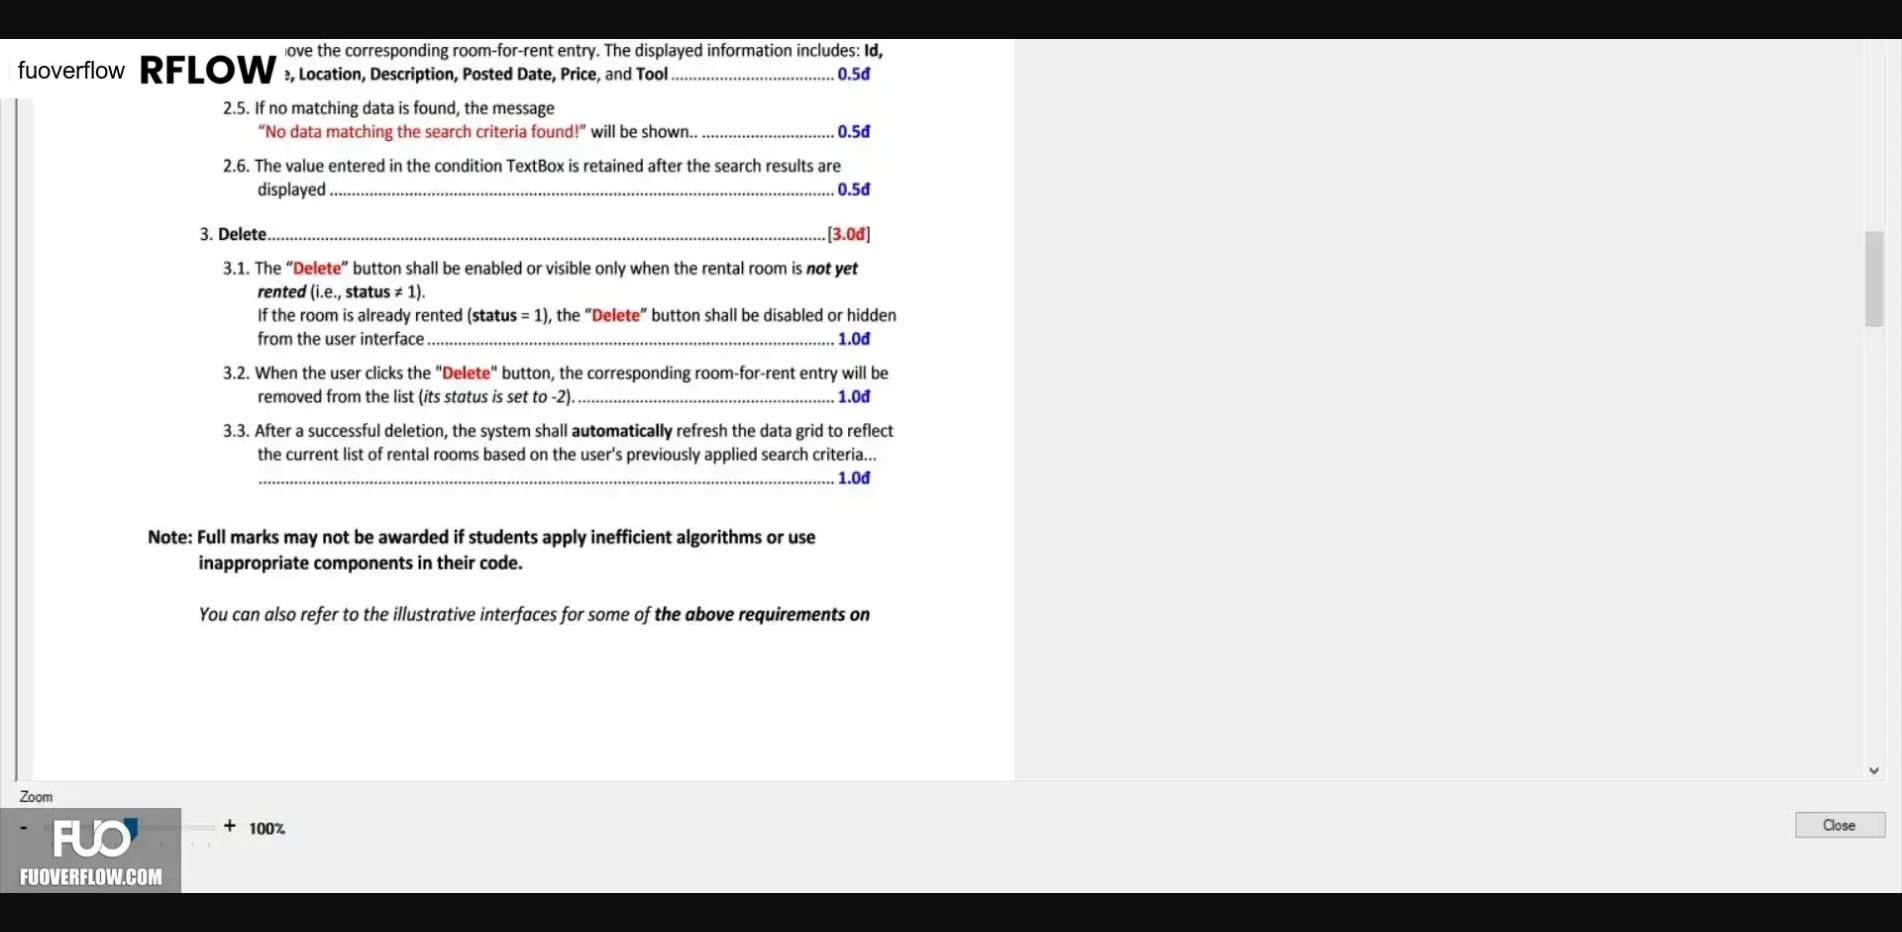 fuoverflow RFLOW
ove the corresponding room-for-rent entry. The displayed information includes: Id,
e, Location, Description, Posted Date, Price, and Tool ........ 0.5đ
2.5. If no matching data is found, the message
“No data matching the search criteria found!” will be shown.. ........ 0.5đ
2.6. The value entered in the condition TextBox is retained after the search results are
displayed ........ 0.5đ
3. Delete........[3.0đ]
3.1. The “Delete” button shall be enabled or visible only when the rental room is not yet
rented (i.e., status ≠ 1).
If the room is already rented (status = 1), the “Delete” button shall be disabled or hidden
from the user interface ........ 1.0đ
3.2. When the user clicks the "Delete" button, the corresponding room-for-rent entry will be
removed from the list (its status is set to -2). ........ 1.0đ
3.3. After a successful deletion, the system shall automatically refresh the data grid to reflect
the current list of rental rooms based on the user's previously applied search criteria...
........ 1.0đ
Note: Full marks may not be awarded if students apply inefficient algorithms or use
inappropriate components in their code.
You can also refer to the illustrative interfaces for some of the above requirements on
Zoom
- + 100%
Close
FUO
FUOVERFLOW.COM